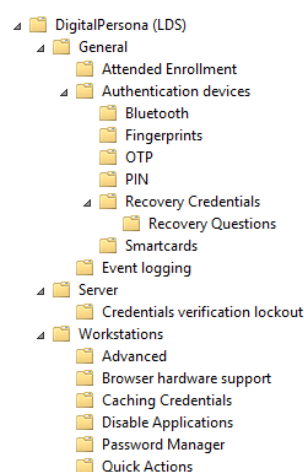 DigitalPersona (LDS)
General
Attended Enrollment
Authentication devices
Bluetooth
Fingerprints
OTP
PIN
Recovery Credentials
Recovery Questions
Smartcards
Event logging
Server
Credentials verification lockout
Workstations
Advanced
Browser hardware support
Caching Credentials
Disable Applications
Password Manager
Quick Actions